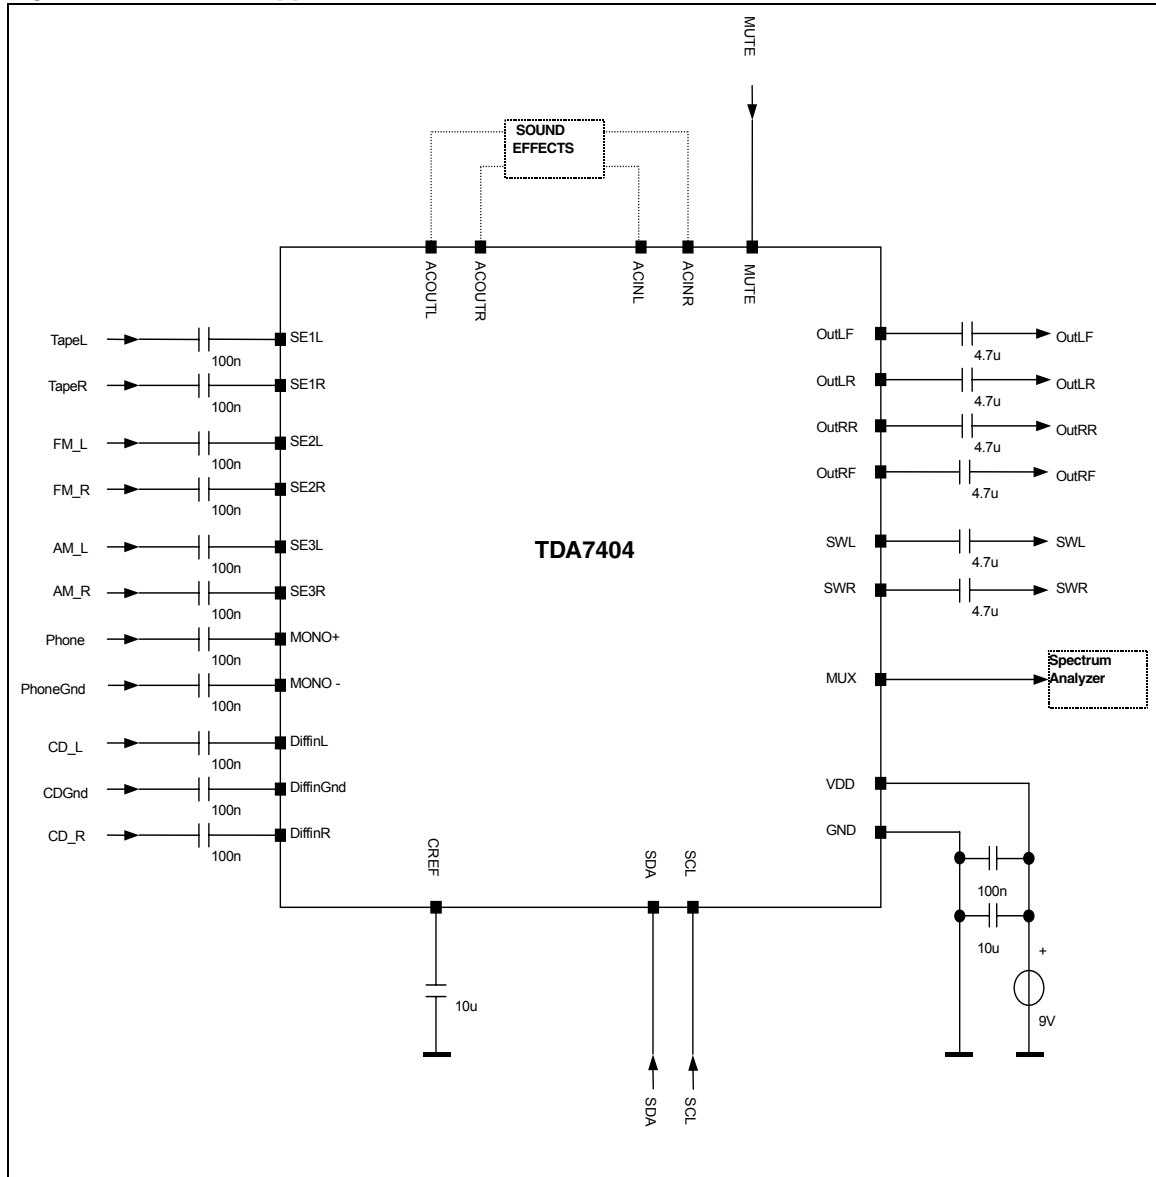 MUTE
SOUND
EFFECTS
ACOUTL
ACOUTR
ACINL
ACINR
MUTE
TapeL
100n
SE1L
TapeR
100n
SE1R
FM_L
100n
SE2L
FM_R
100n
SE2R
AM_L
100n
SE3L
AM_R
100n
SE3R
Phone
100n
MONO+
PhoneGnd
100n
MONO -
CD_L
100n
DiffinL
CDGnd
100n
DiffinGnd
CD_R
100n
DiffinR
TDA7404
OutLF
4.7u
OutLF
OutLR
4.7u
OutLR
OutRR
4.7u
OutRR
OutRF
4.7u
OutRF
SWL
4.7u
SWL
SWR
4.7u
SWR
MUX
Spectrum
Analyzer
VDD
GND
100n
10u
+
9V
CREF
10u
SDA
SCL
SDA
SCL